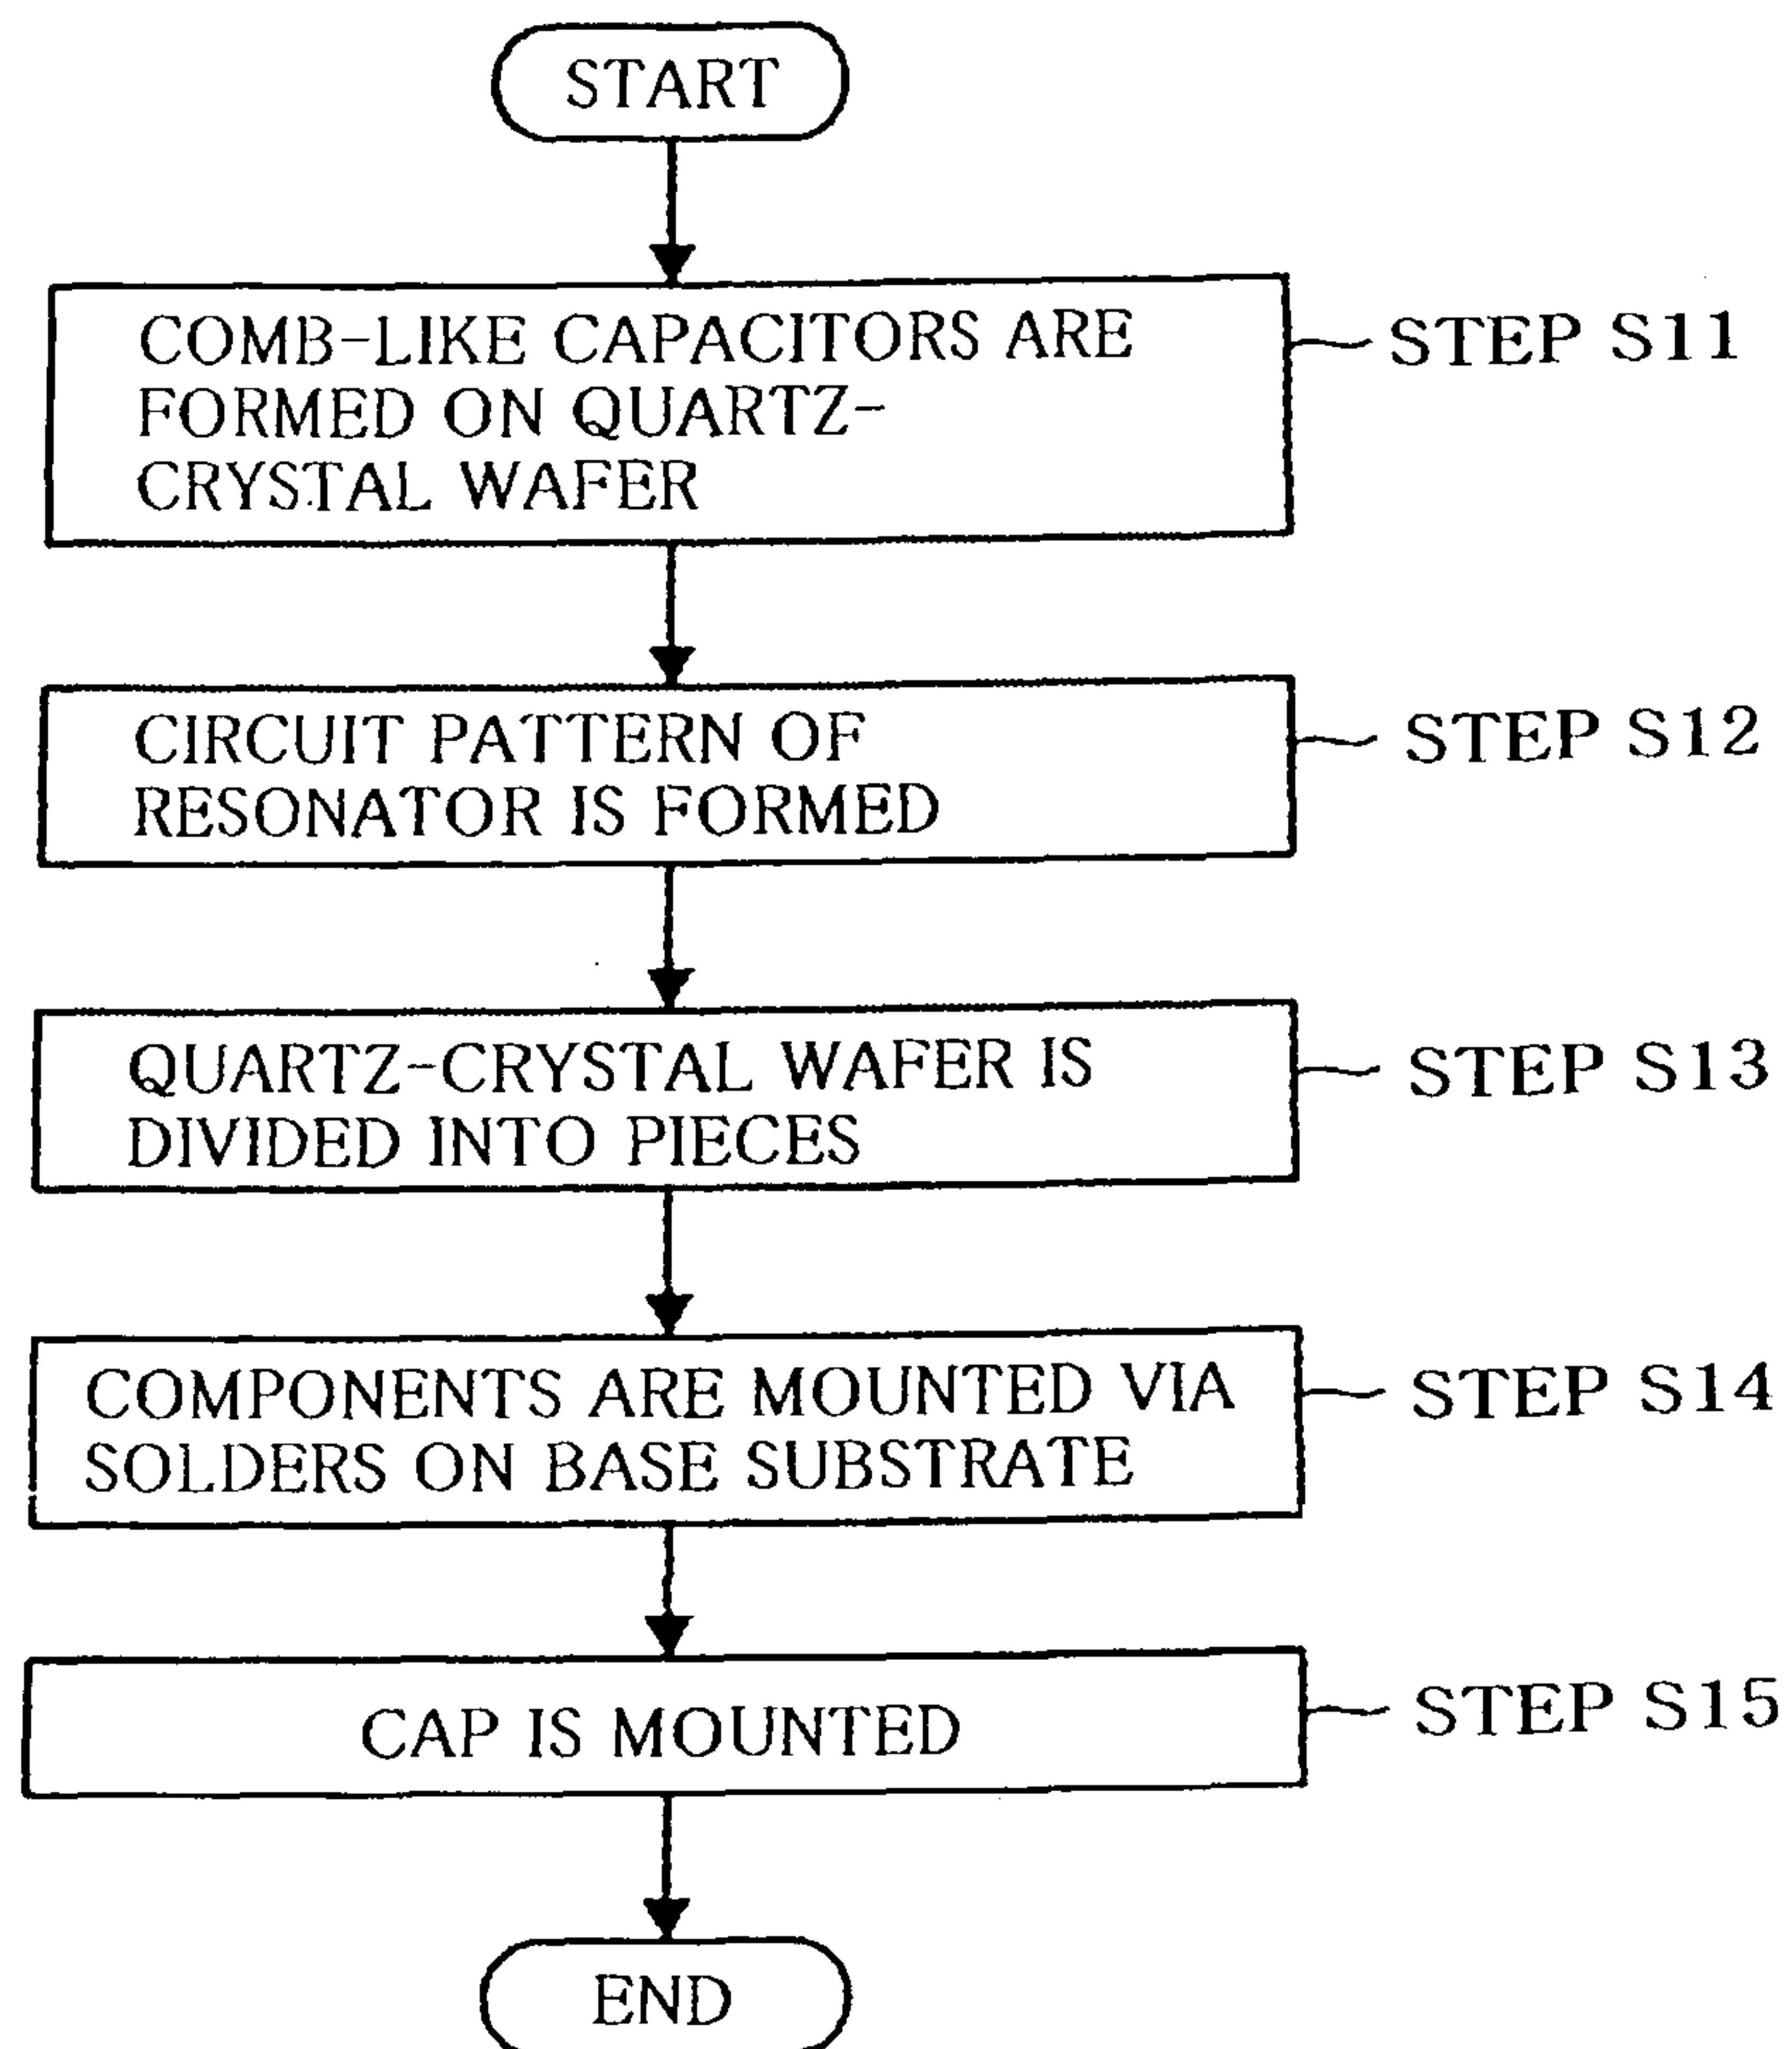 START
COMB-LIKE CAPACITORS ARE
FORMED ON QUARTZ-
CRYSTAL WAFER
STEP S11
CIRCUIT PATTERN OF
RESONATOR IS FORMED
STEP S12
QUARTZ-CRYSTAL WAFER IS
DIVIDED INTO PIECES
STEP S13
COMPONENTS ARE MOUNTED VIA
SOLDERS ON BASE SUBSTRATE
STEP S14
CAP IS MOUNTED
STEP S15
END